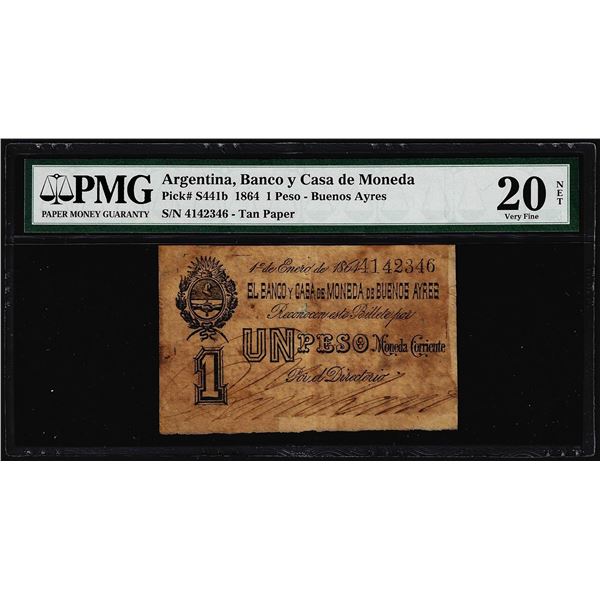 PMG
PAPER MONEY GUARANTY
Argentina, Banco y Casa de Moneda
Pick# S441b 1864 1 Peso - Buenos Ayres
S/N 4142346 - Tan Paper
20 NET
Very Fine
1º de Enero de 1864 4142346
EL BANCO Y CASA DE MONEDA DE BUENOS AYRES
Reconocen este Billete por
UN PESO Moneda Corriente
1
Por el Directorio